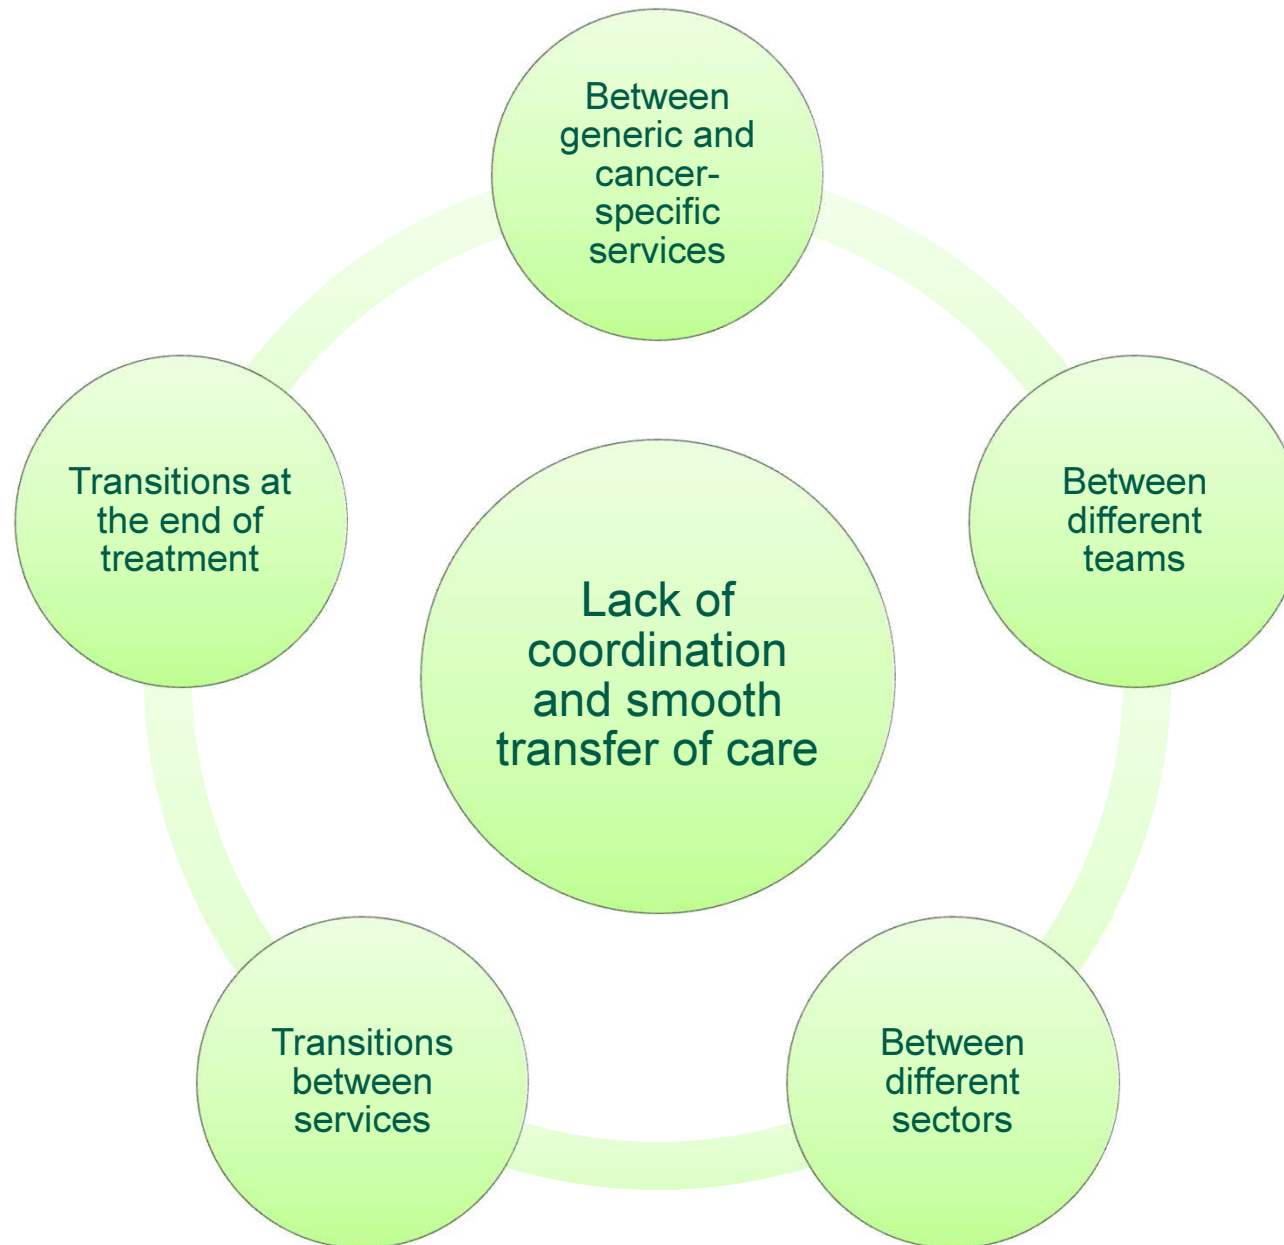 Between
generic and
cancer-
specific
services
Between
different
teams
Between
different
sectors
Transitions
between
services
Transitions at
the end of
treatment
Lack of
coordination
and smooth
transfer of care